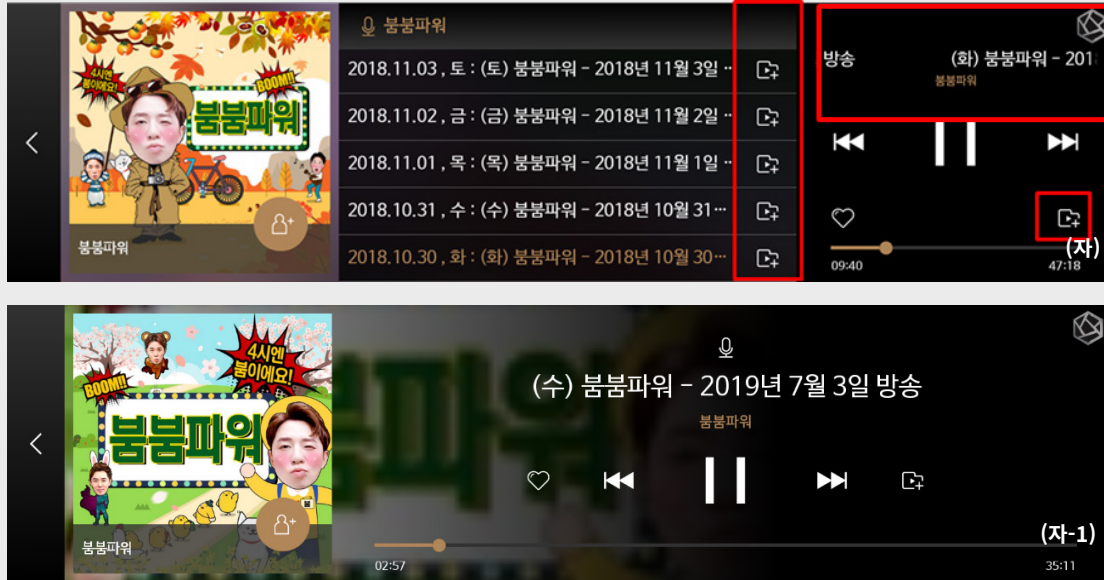 4시엔
붐이에요!
BOOM!!
붐붐파워
붐붐파워
붐붐파워
2018.11.03 , 토 : (토) 붐붐파워 - 2018년 11월 3일 ··
2018.11.02 , 금 : (금) 붐붐파워 - 2018년 11월 2일 ··
2018.11.01 , 목 : (목) 붐붐파워 - 2018년 11월 1일 ··
2018.10.31 , 수 : (수) 붐붐파워 - 2018년 10월 31···
2018.10.30 , 화 : (화) 붐붐파워 - 2018년 10월 30···
방송 (화) 붐붐파워 - 201
붐붐파워
(자)
09:40 47:18
4시엔
붐이에요!
BOOM!!
붐붐파워
붐
붐붐파워
(수) 붐붐파워 - 2019년 7월 3일 방송
붐붐파워
(자-1)
02:57 35:11